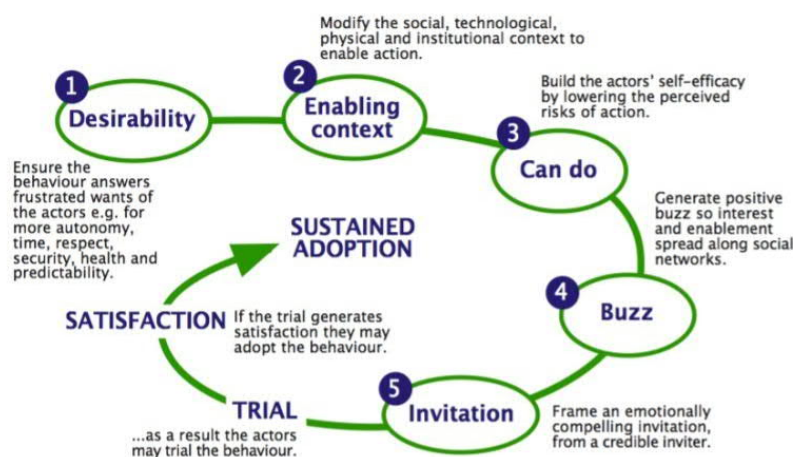 1
Desirability
Ensure the
behaviour answers
frustrated wants of
the actors e.g. for
more autonomy,
time, respect,
security, health and
predictability.
2
Enabling
context
Modify the social, technological,
physical and institutional context to
enable action.
3
Can do
Build the actors' self-efficacy
by lowering the perceived
risks of action.
4
Buzz
Generate positive
buzz so interest
and enablement
spread along social
networks.
5
Invitation
Frame an emotionally
compelling invitation,
from a credible inviter.
TRIAL
...as a result the actors
may trial the behaviour.
SATISFACTION
If the trial generates
satisfaction they may
adopt the behaviour.
SUSTAINED
ADOPTION